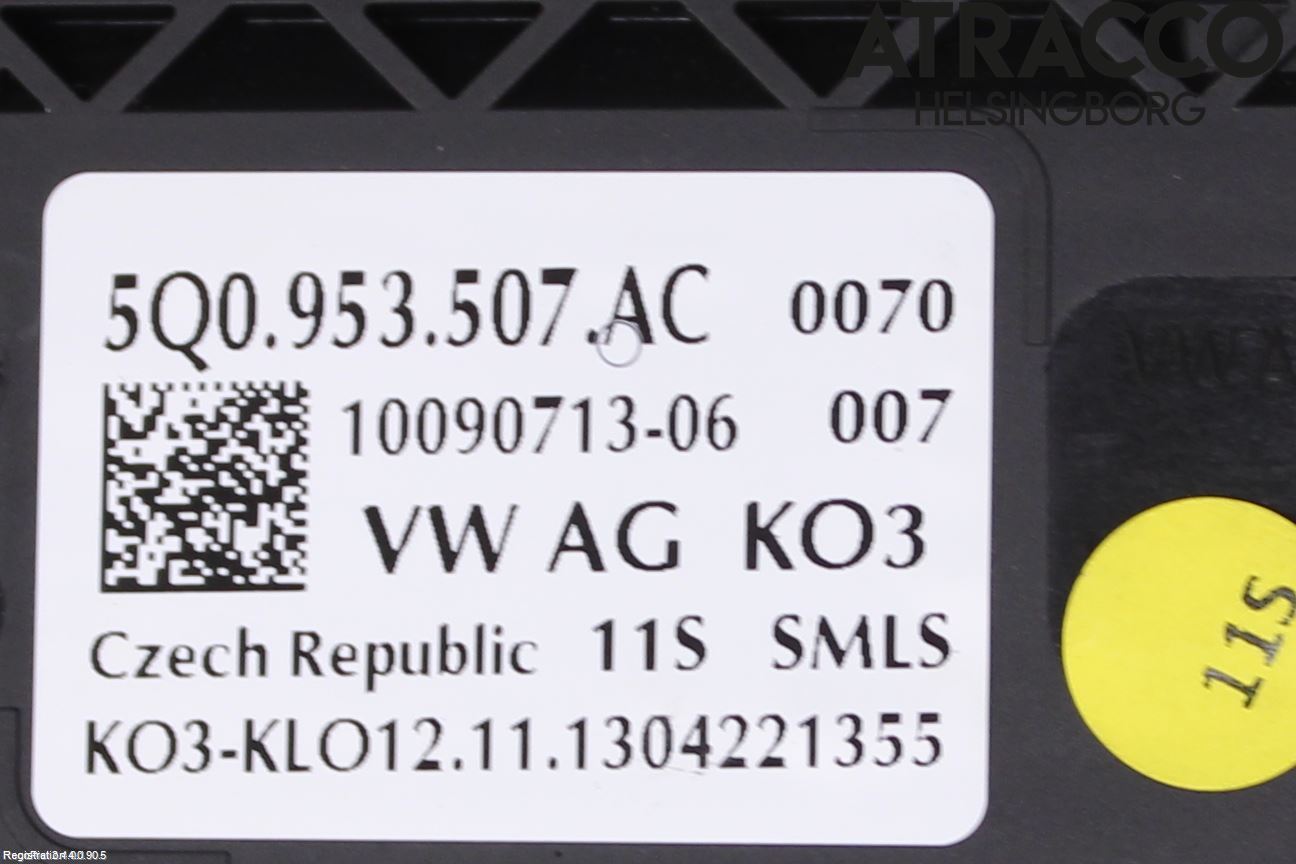 ATRACCO
HELSINGBORG
5Q0.953.507.AC 0070
10090713-06 007
VW AG KO3
Czech Republic 11S SMLS
KO3-KLO12.11.1304221355
11S